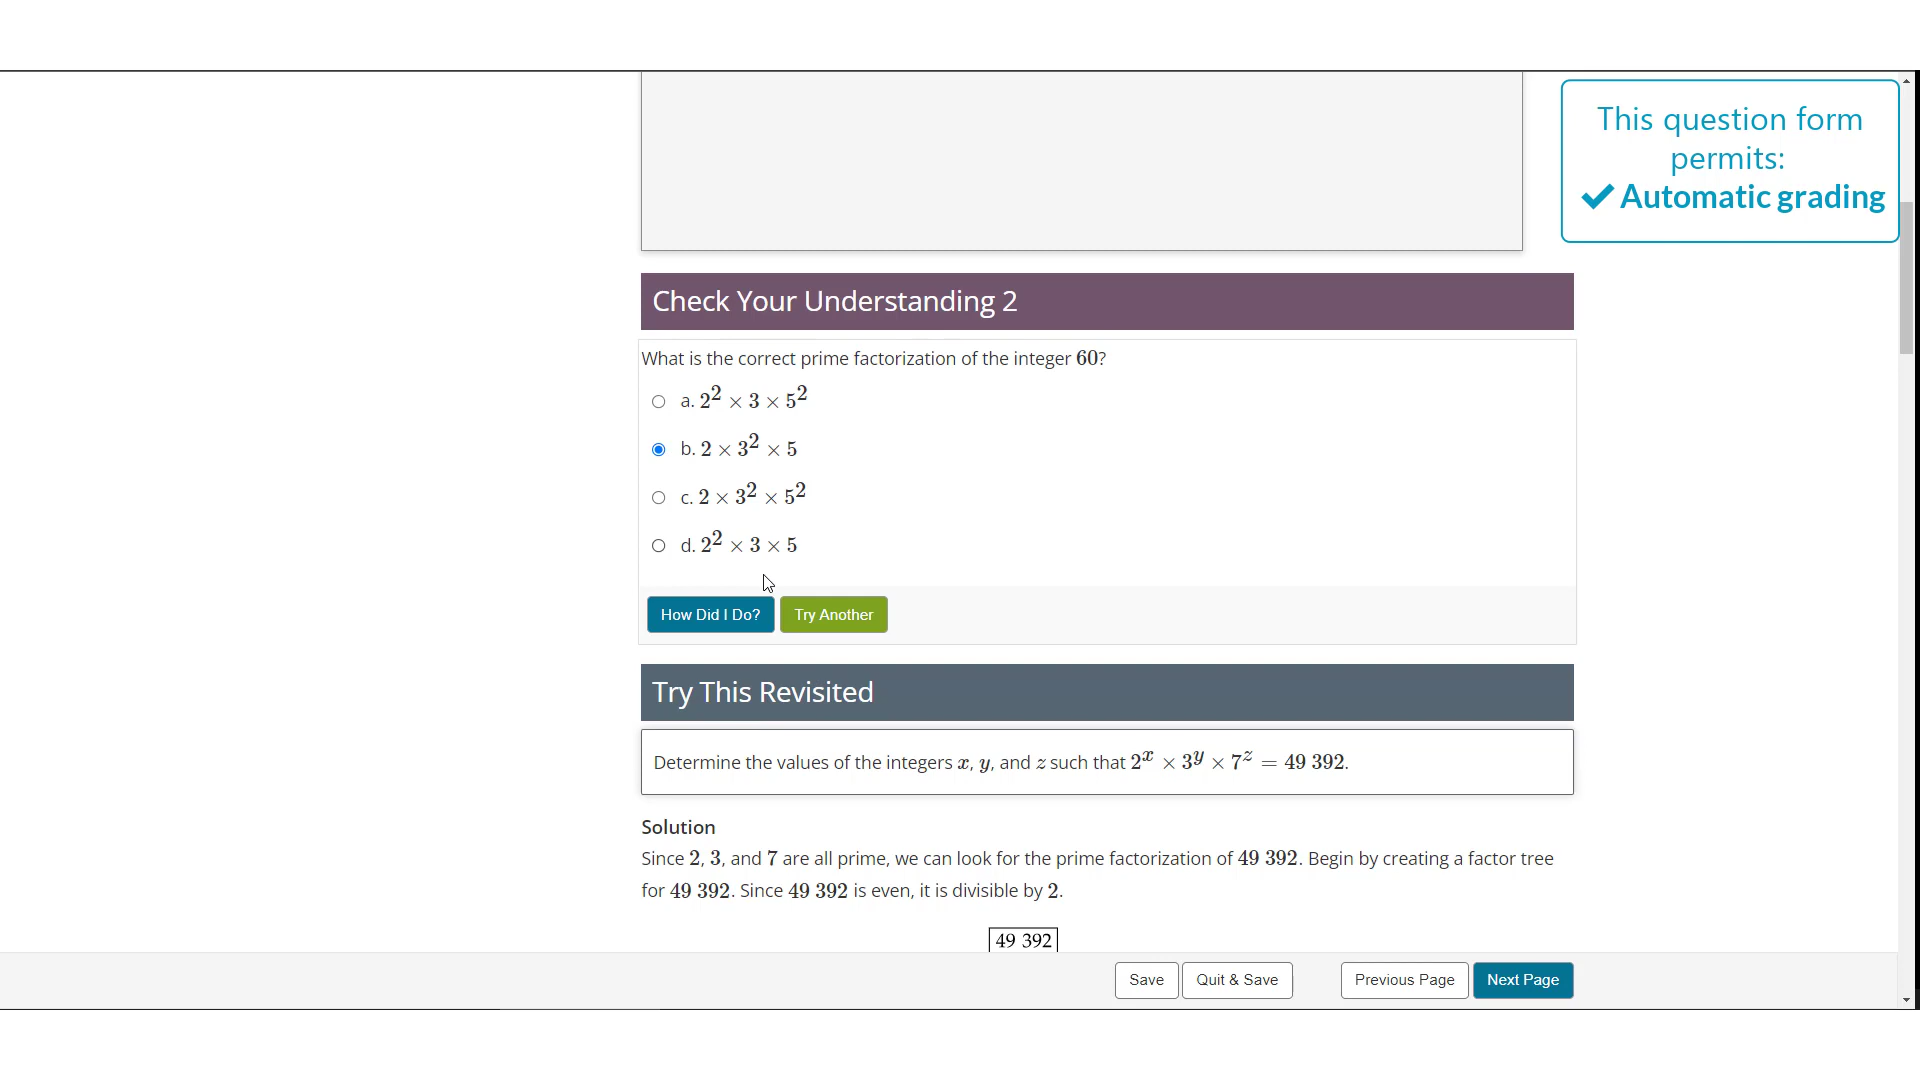 This question form
permits:
✔ Automatic grading
Check Your Understanding 2
What is the correct prime factorization of the integer 60?
a. 2² × 3 × 5²
b. 2 × 3² × 5
c. 2 × 3² × 5²
d. 2² × 3 × 5
How Did I Do? Try Another
Try This Revisited
Determine the values of the integers x, y, and z such that 2^x × 3^y × 7^z = 49 392.
Solution
Since 2, 3, and 7 are all prime, we can look for the prime factorization of 49 392. Begin by creating a factor tree
for 49 392. Since 49 392 is even, it is divisible by 2.
49 392
Save Quit & Save Previous Page Next Page